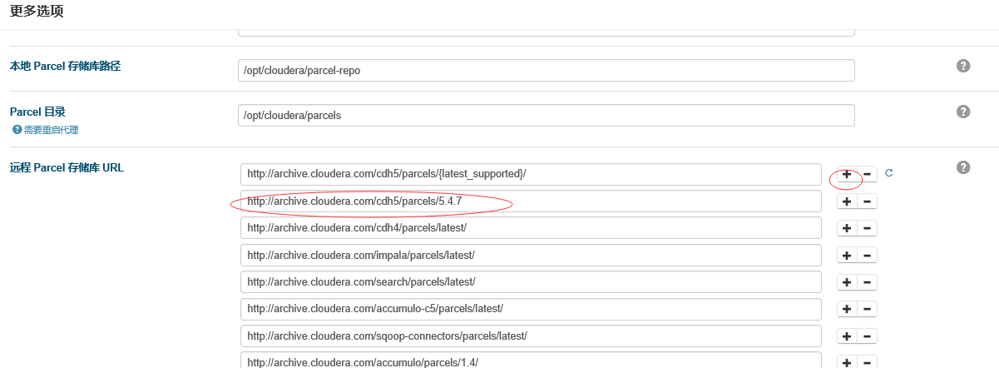 更多选项
本地 Parcel 存储库路径
/opt/cloudera/parcel-repo
Parcel 目录
需要重启代理
/opt/cloudera/parcels
远程 Parcel 存储库 URL
http://archive.cloudera.com/cdh5/parcels/{latest_supported}/
http://archive.cloudera.com/cdh5/parcels/5.4.7
http://archive.cloudera.com/cdh4/parcels/latest/
http://archive.cloudera.com/impala/parcels/latest/
http://archive.cloudera.com/search/parcels/latest/
http://archive.cloudera.com/accumulo-c5/parcels/latest/
http://archive.cloudera.com/sqoop-connectors/parcels/latest/
http://archive.cloudera.com/accumulo/parcels/1.4/